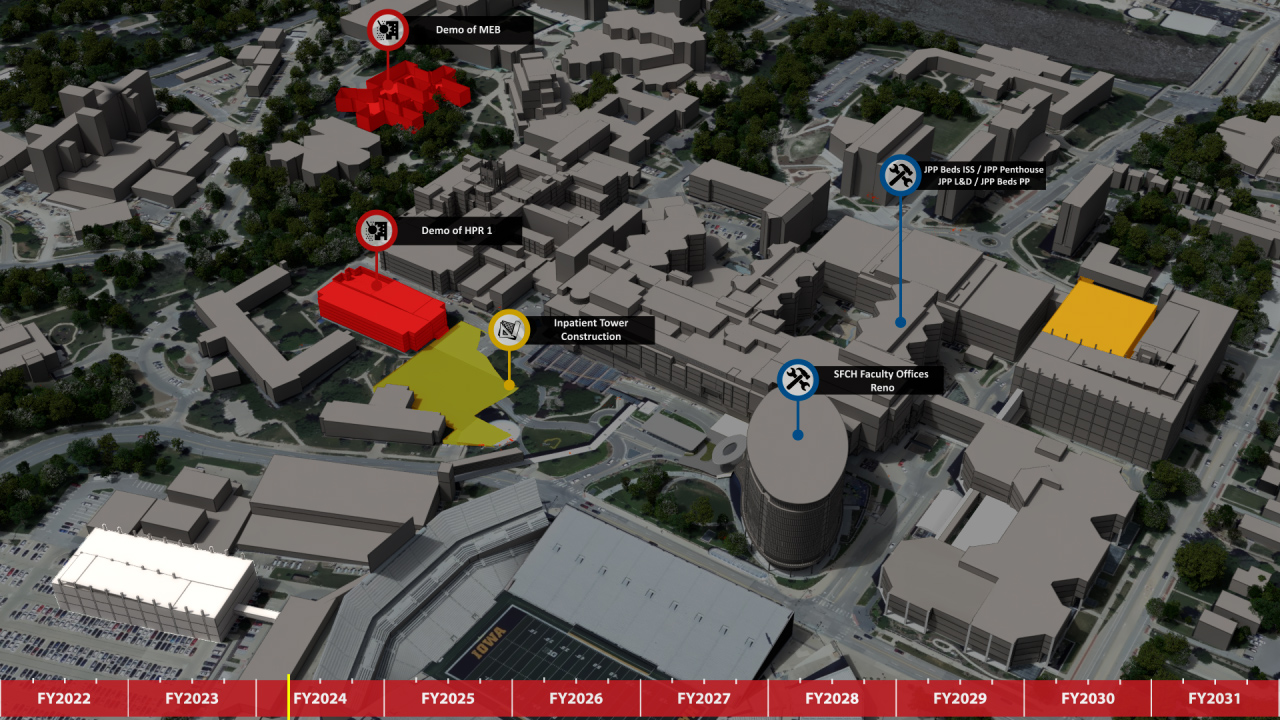 Demo of MEB
JPP Beds ISS / JPP Penthouse
JPP L&D / JPP Beds PP
Demo of HPR 1
Inpatient Tower
Construction
SFCH Faculty Offices
Reno
IOWA
FY2022
FY2023
FY2024
FY2025
FY2026
FY2027
FY2028
FY2029
FY2030
FY2031